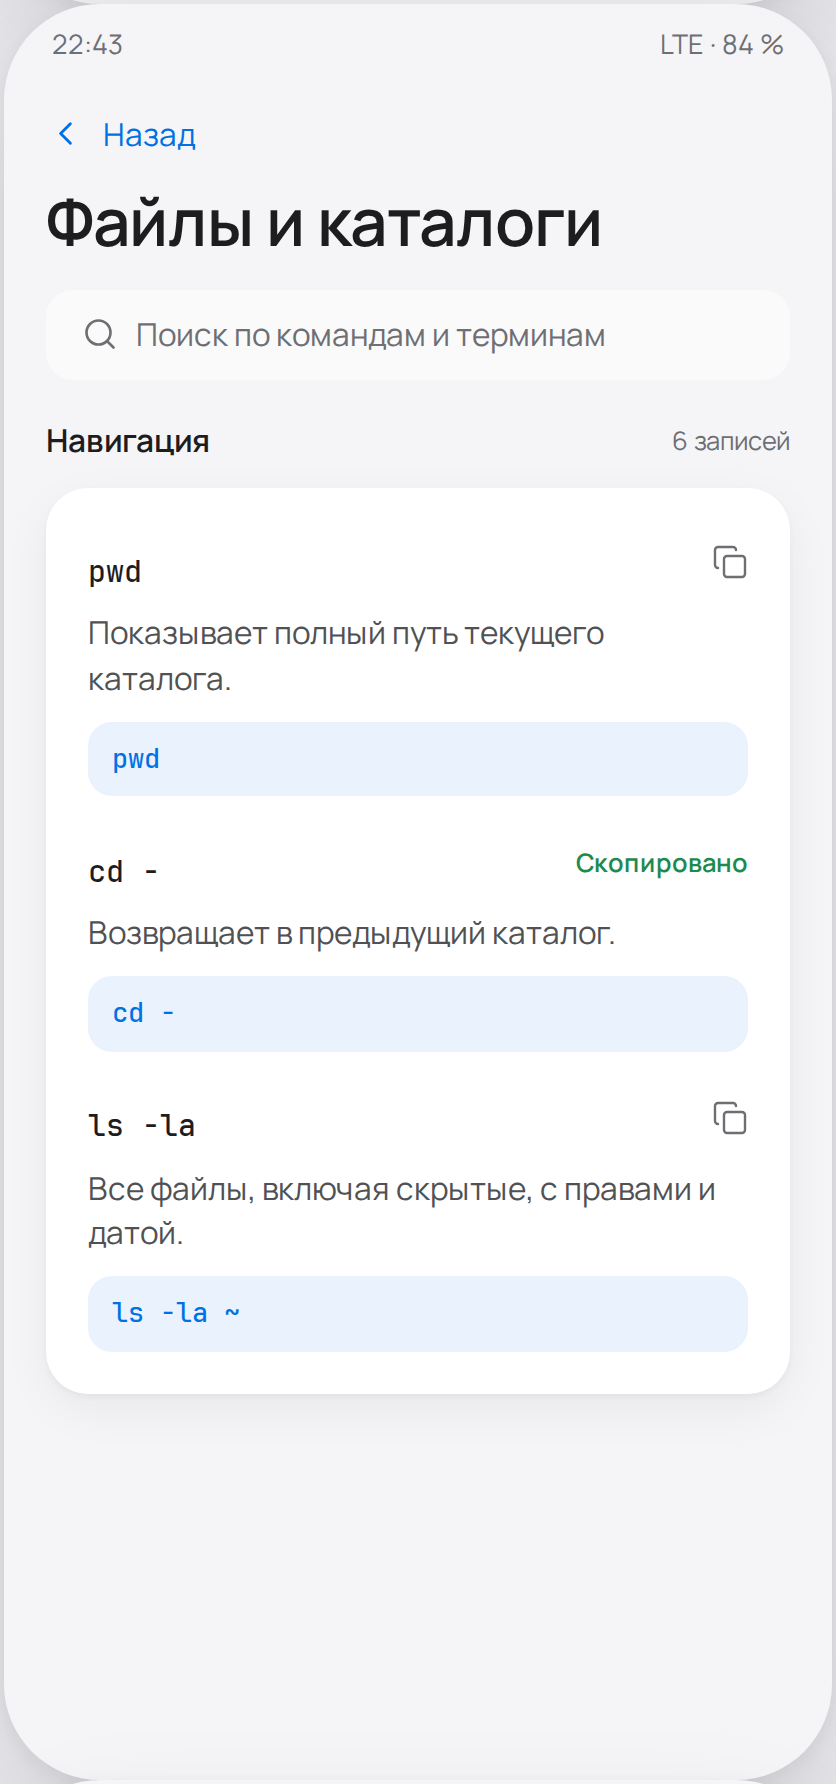 22:43
LTE · 84 %
Назад
Файлы и каталоги
Поиск по командам и терминам
Навигация
6 записей
pwd
Показывает полный путь текущего
каталога.
pwd
cd -
Скопировано
Возвращает в предыдущий каталог.
cd -
ls -la
Все файлы, включая скрытые, с правами и
датой.
ls -la ~